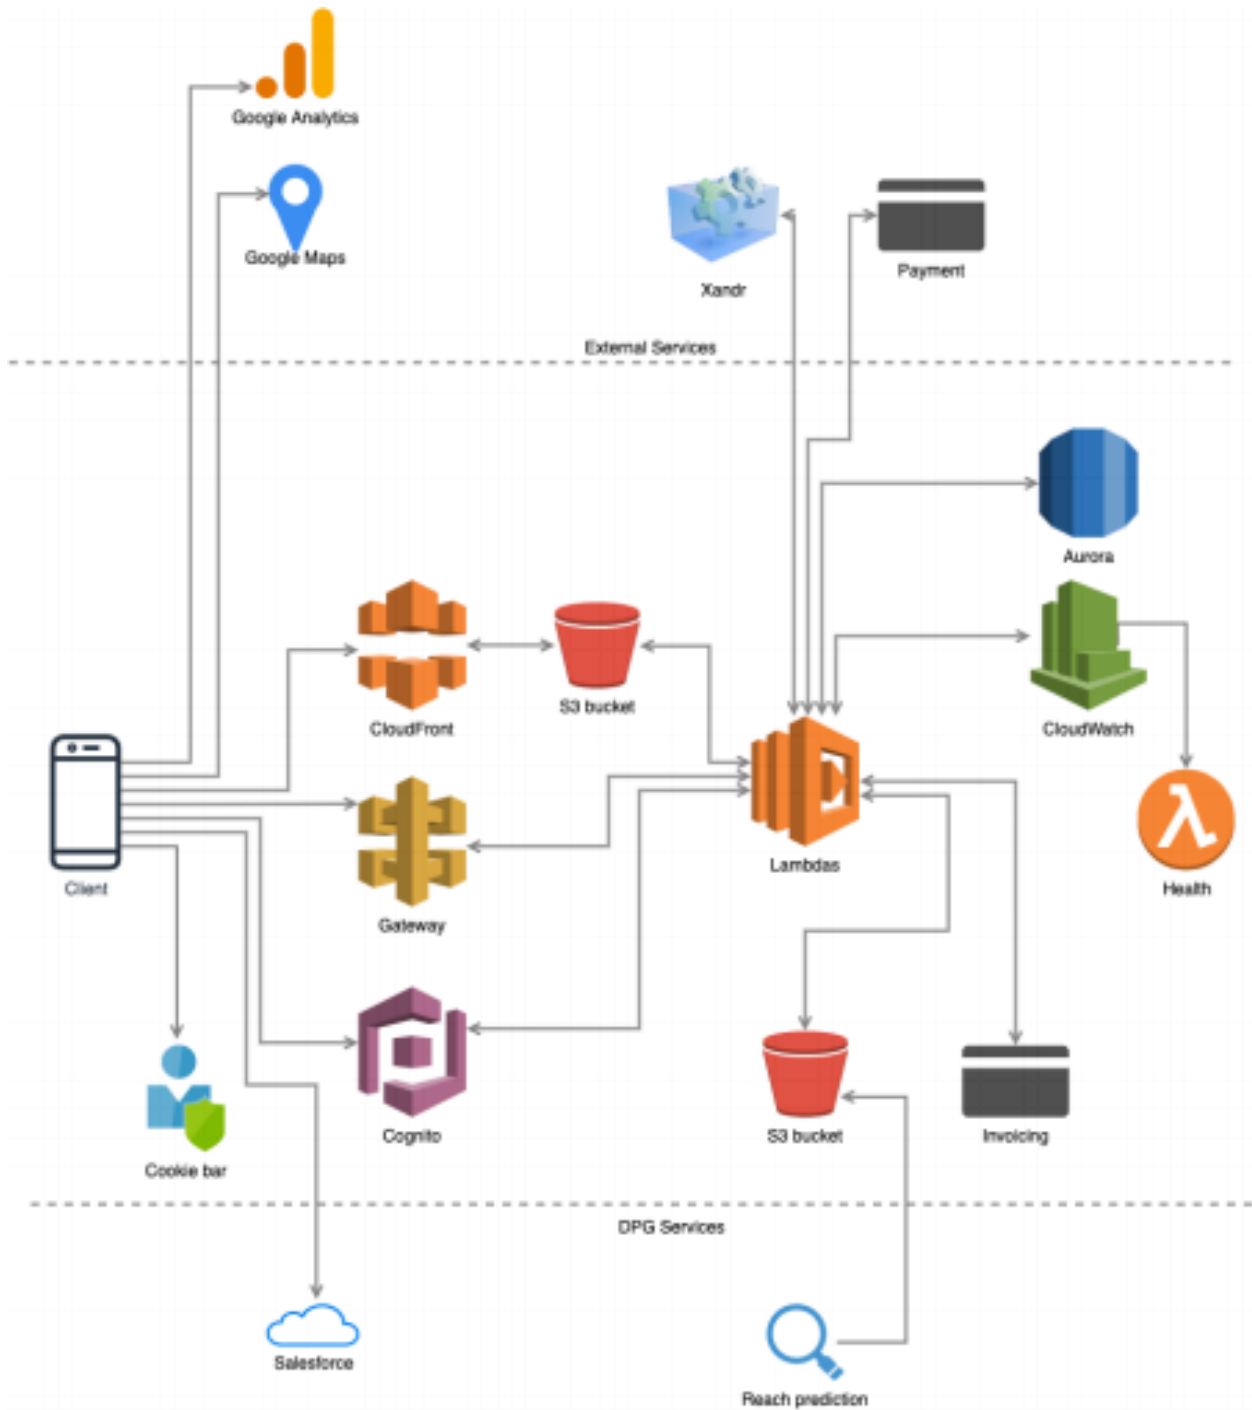 Google Analytics
Google Maps
Xandr
Payment
External Services
Aurora
S3 bucket
CloudFront
CloudWatch
Lambdas
Client
Health
Gateway
Cognito
S3 bucket
Invoicing
Cookie bar
DPG Services
Salesforce
Reach prediction